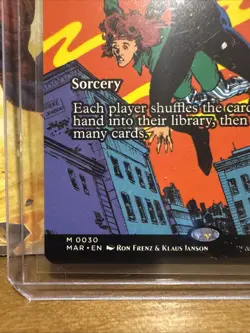 Sorcery
Each player shuffles the card
hand into their library, then
many cards.
M 0030
MAR • EN RON FRENZ & KLAUS JANSON